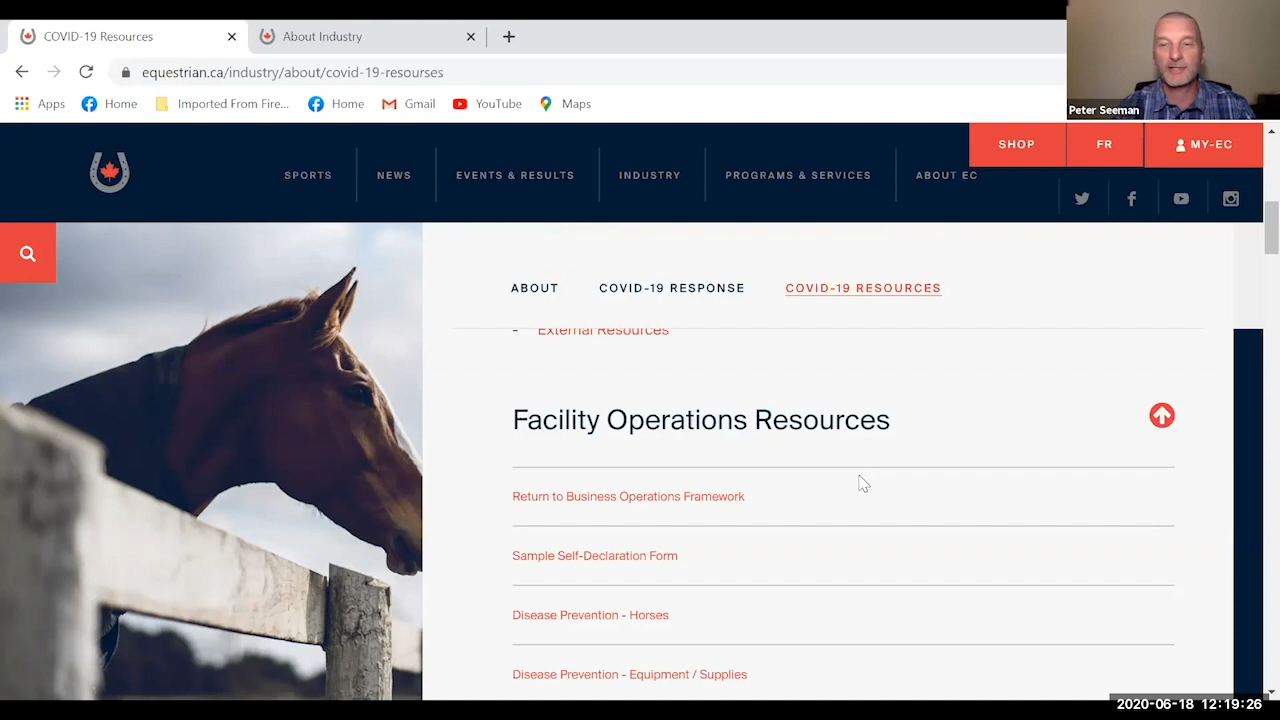 COVID-19 Resources
About Industry
equestrian.ca/industry/about/covid-19-resourses
Apps
Home
Imported From Fire...
Home
Gmail
YouTube
Maps
Peter Seeman
SHOP
FR
MY-EC
SPORTS
NEWS
EVENTS & RESULTS
INDUSTRY
PROGRAMS & SERVICES
ABOUT EC
ABOUT
COVID-19 RESPONSE
COVID-19 RESOURCES
- External Resources
Facility Operations Resources
Return to Business Operations Framework
Sample Self-Declaration Form
Disease Prevention - Horses
Disease Prevention - Equipment / Supplies
2020-06-18 12:19:26